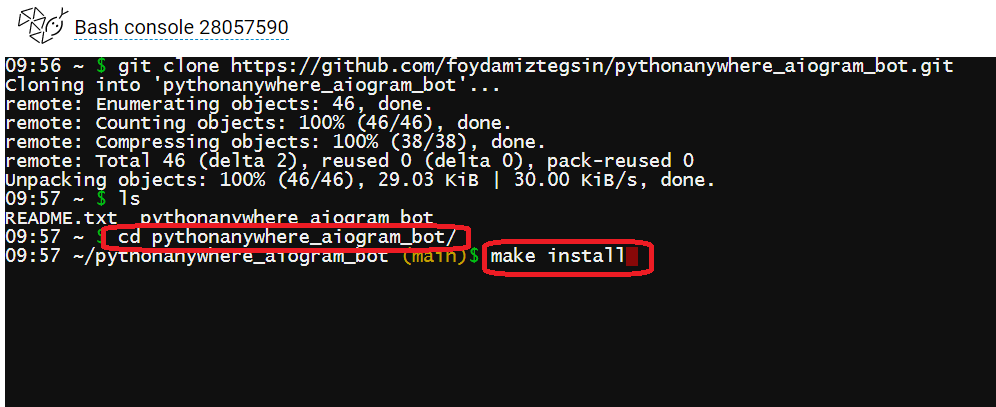 Bash console 28057590
09:56 ~ $ git clone https://github.com/foydamiztegsin/pythonanywhere_aiogram_bot.git
Cloning into 'pythonanywhere_aiogram_bot'...
remote: Enumerating objects: 46, done.
remote: Counting objects: 100% (46/46), done.
remote: Compressing objects: 100% (38/38), done.
remote: Total 46 (delta 2), reused 0 (delta 0), pack-reused 0
Unpacking objects: 100% (46/46), 29.03 KiB | 30.00 KiB/s, done.
09:57 ~ $ ls
README.txt  pythonanywhere_aiogram_bot
09:57 ~ $ cd pythonanywhere_aiogram_bot/
09:57 ~/pythonanywhere_aiogram_bot (main)$ make install